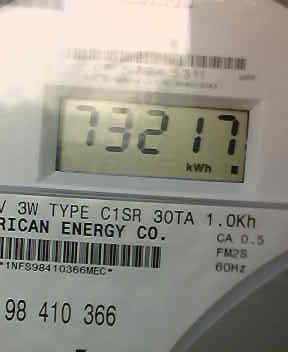 73217
kWh
V 3W TYPE C1SR 30TA 1.0Kh
RICAN ENERGY CO.
CA 0.5
FM2S
60Hz
*1NFS98410366MEC*
98 410 366